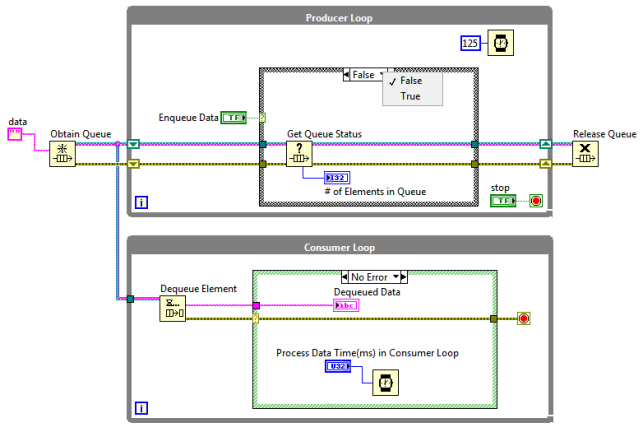 Producer Loop
125
False
False
True
Enqueue Data
TF
data
Obtain Queue
Get Queue Status
Release Queue
?
?
I32
# of Elements in Queue
stop
TF
i
Consumer Loop
No Error
Dequeue Element
Dequeued Data
abc
?
Process Data Time(ms) in Consumer Loop
U32
i